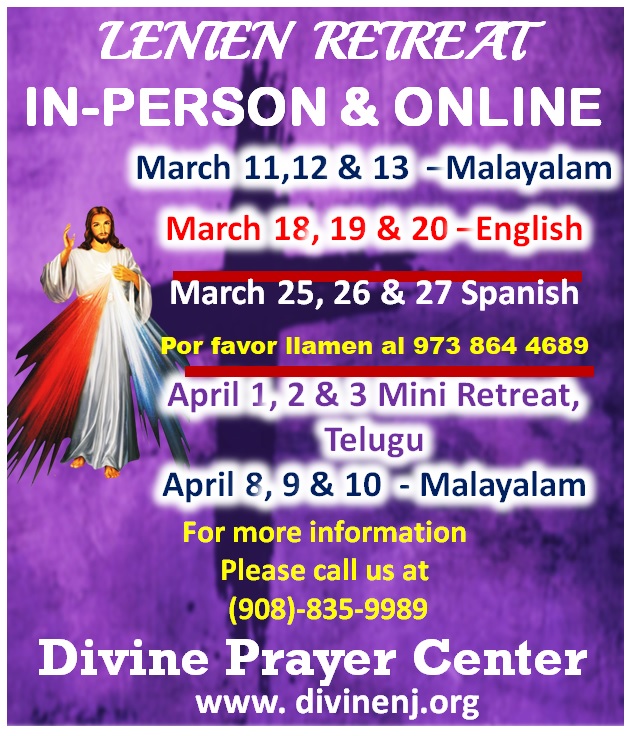 LENTEN RETREAT
IN-PERSON & ONLINE
March 11,12 & 13 - Malayalam
March 18, 19 & 20 - English
March 25, 26 & 27 Spanish
Por favor llamen al 973 864 4689
April 1, 2 & 3 Mini Retreat,
Telugu
April 8, 9 & 10 - Malayalam
For more information
Please call us at
(908)-835-9989
Divine Prayer Center
www. divinenj.org